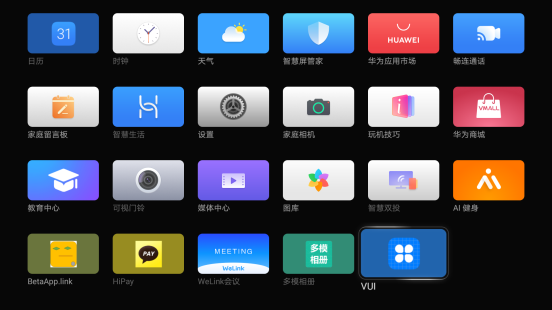 31
日历
时钟
天气
智慧屏管家
HUAWEI
华为应用市场
畅连通话
家庭留言板
智慧生活
设置
家庭相机
玩机技巧
VMALL
华为商城
教育中心
可视门铃
媒体中心
图库
智慧双投
AI 健身
BetaApp.link
PAY
HiPay
MEETING
WeLink
WeLink会议
多模
相册
多模相册
VUI